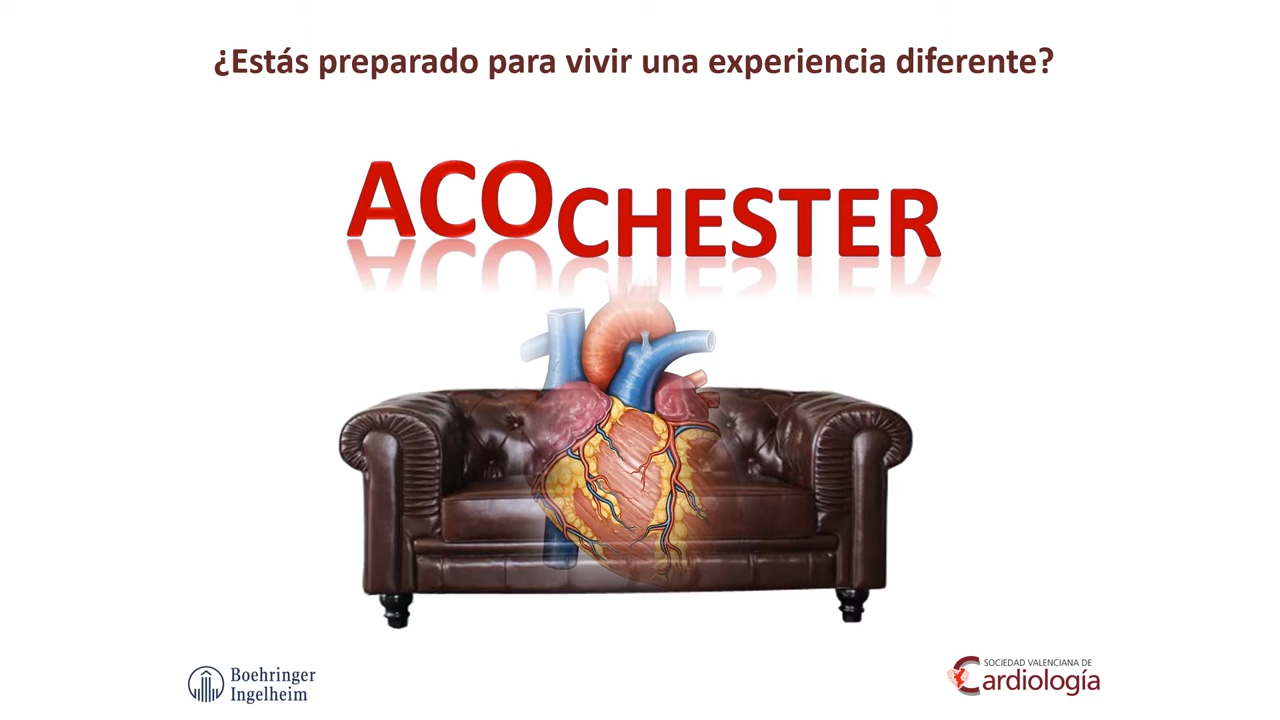 ¿Estás preparado para vivir una experiencia diferente?
ACOCHESTER
Boehringer
Ingelheim
SOCIEDAD VALENCIANA DE
Cardiología